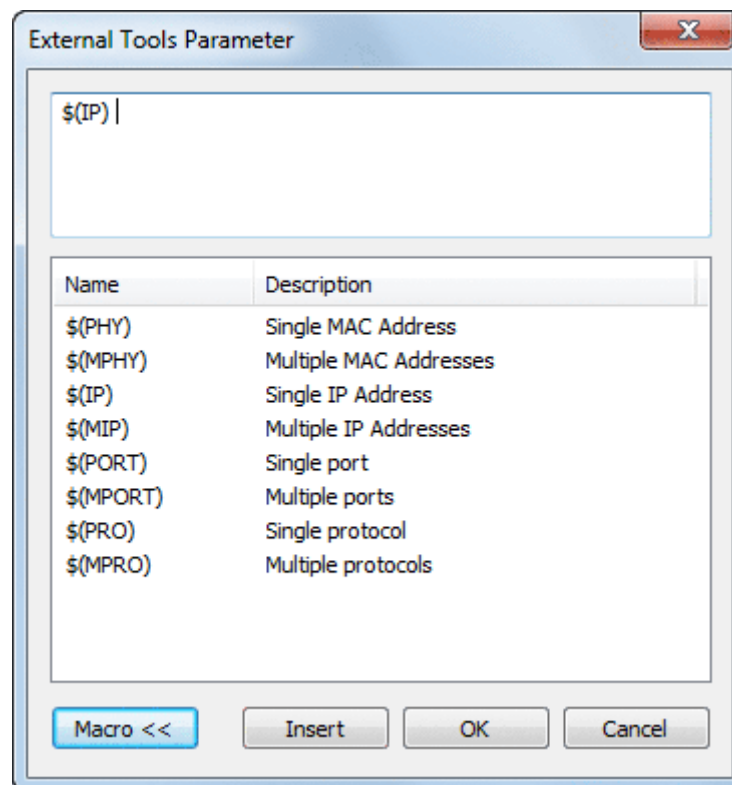 External Tools Parameter
$(IP)
Name Description
$(PHY) Single MAC Address
$(MPHY) Multiple MAC Addresses
$(IP) Single IP Address
$(MIP) Multiple IP Addresses
$(PORT) Single port
$(MPORT) Multiple ports
$(PRO) Single protocol
$(MPRO) Multiple protocols
Macro << Insert OK Cancel